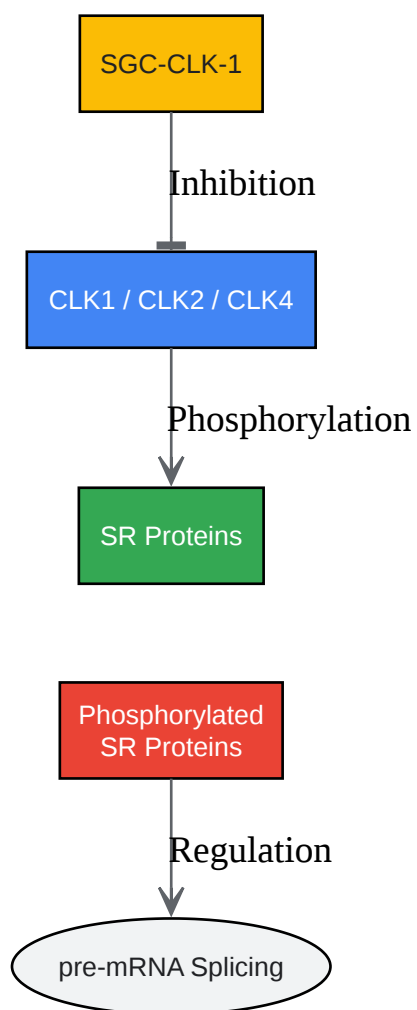 SGC-CLK-1
Inhibition
CLK1 / CLK2 / CLK4
Phosphorylation
SR Proteins
Phosphorylated
SR Proteins
Regulation
pre-mRNA Splicing